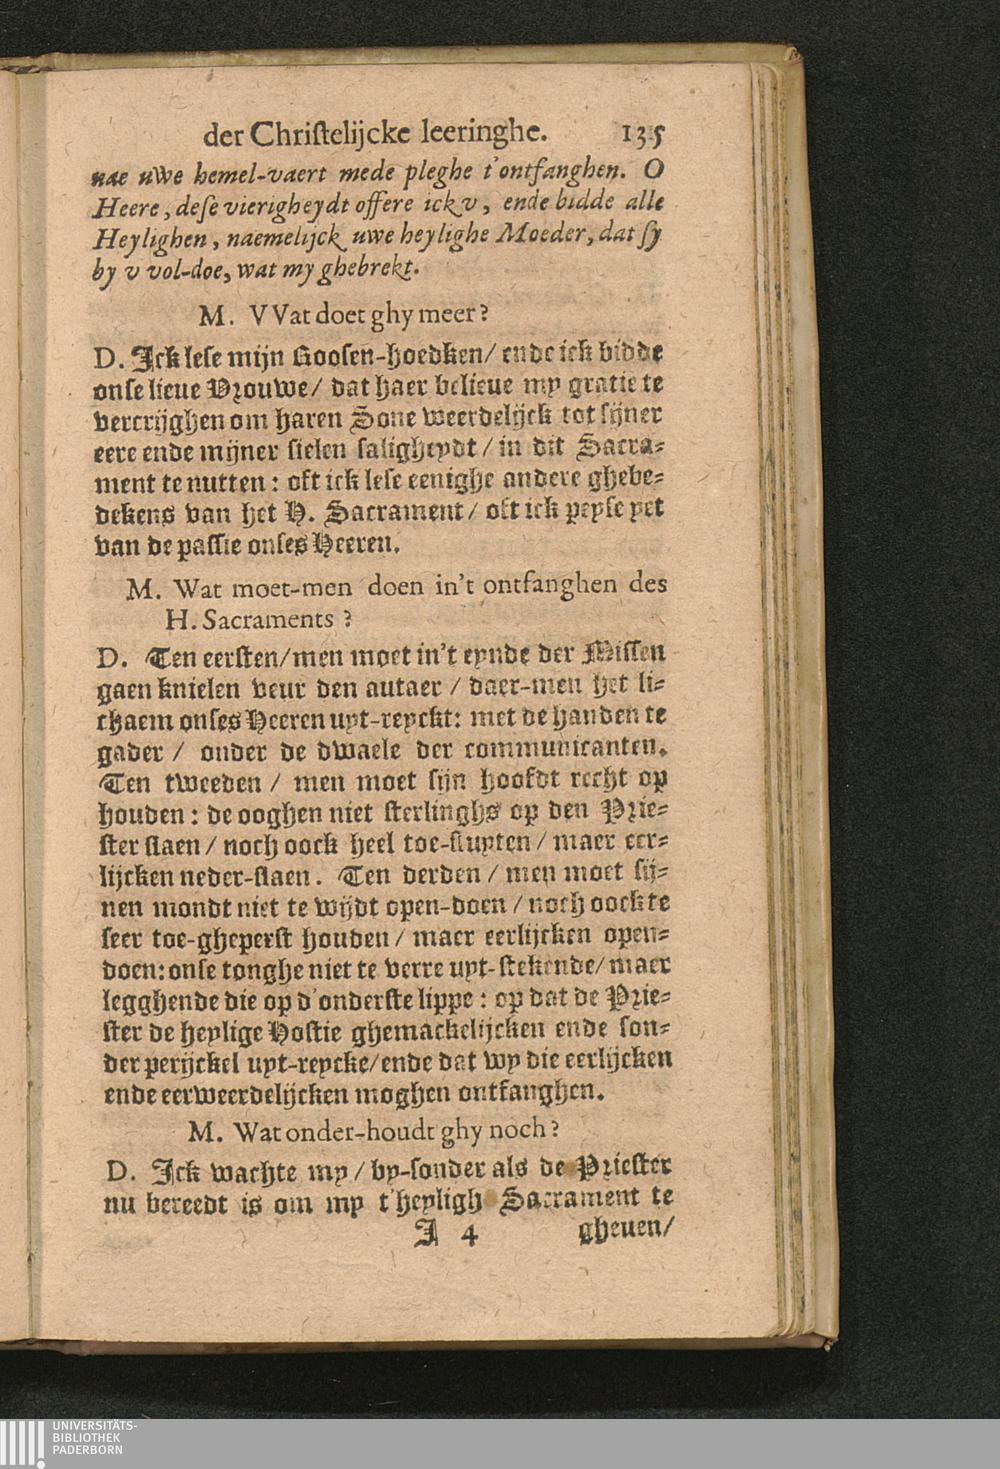 der Christelijcke leeringhe. 135
nae uwe hemel-vaert mede pleghe t'ontfanghen. O
Heere, dese vierigheydt offere ick v, ende bidde alle
Heylighen, naemelijck uwe heylighe Moeder, dat sy
by v vol-doe, wat my ghebrekt.
M. VVat doet ghy meer?
D. Ick lese mijn Roosen-hoedken/ ende ick bidde
onse lieue Vrouwe/ dat haer belieue my gratie te
vercrijghen om haren Sone weerdelijck tot sijner
eere ende mijner sielen saligheydt/ in dit Sacra-
ment te nutten: oft ick lese eenighe andere ghebe-
dekens van het H. Sacrament/ oft ick peyse yet
van de passie onses Heeren.
M. Wat moet-men doen in't ontfanghen des
H. Sacraments?
D. Ten eersten/ men moet in't eynde der Missen
gaen knielen veur den autaer/ daer-men het li-
chaem onses Heeren uyt-reyckt: met de handen te
gader/ onder de dwaele der communicanten.
Ten tweeden/ men moet sijn hoofdt recht op
houden: de ooghen niet sterlinghs op den Prie-
ster slaen/ noch oock heel toe-sluyten/ maer eer-
lijcken neder-slaen. Ten derden/ men moet sij-
nen mondt niet te wijdt open-doen/ noch oock te
seer toe-gheperst houden/ maer eerlijcken open-
doen: onse tonghe niet te verre uyt-stekende/ maer
legghende die op d'onderste lippe: op dat de Prie-
ster de heylige Hostie ghemackelijcken ende son-
der perijckel uyt-reycke/ ende dat wy die eerlijcken
ende eerweerdelijcken moghen ontfanghen.
M. Wat onder-houdt ghy noch?
D. Ick wachte my/ by-sonder als de Priester
nu bereedt is om my t'heyligh Sacrament te
I 4 gheuen/
UNIVERSITÄTS-
BIBLIOTHEK
PADERBORN